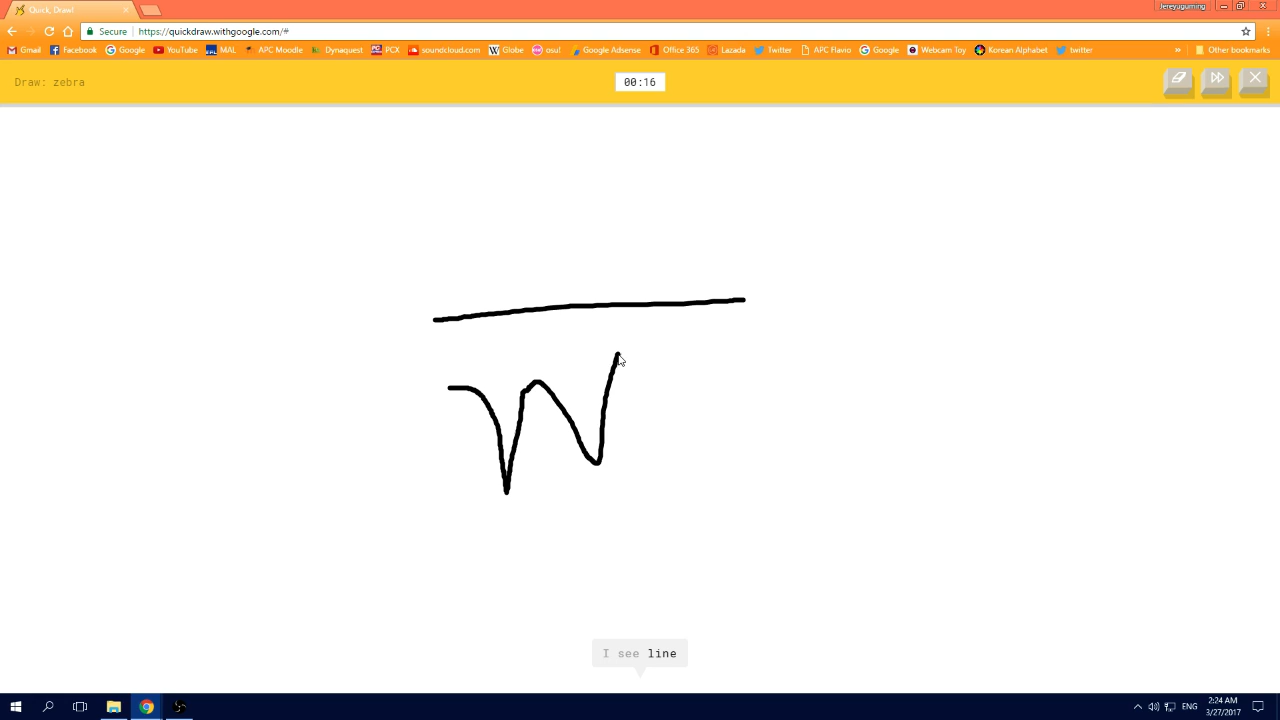 Quick, Draw!
Jereyuguming
Secure https://quickdraw.withgoogle.com/#
Gmail Facebook Google YouTube MAL APC Moodle Dynaquest PCX soundcloud.com Globe osu! Google Adsense Office 365 Lazada Twitter APC Flavio Google Webcam Toy Korean Alphabet twitter » Other bookmarks
Draw: zebra 00:16
I see line
ENG 2:24 AM
3/27/2017